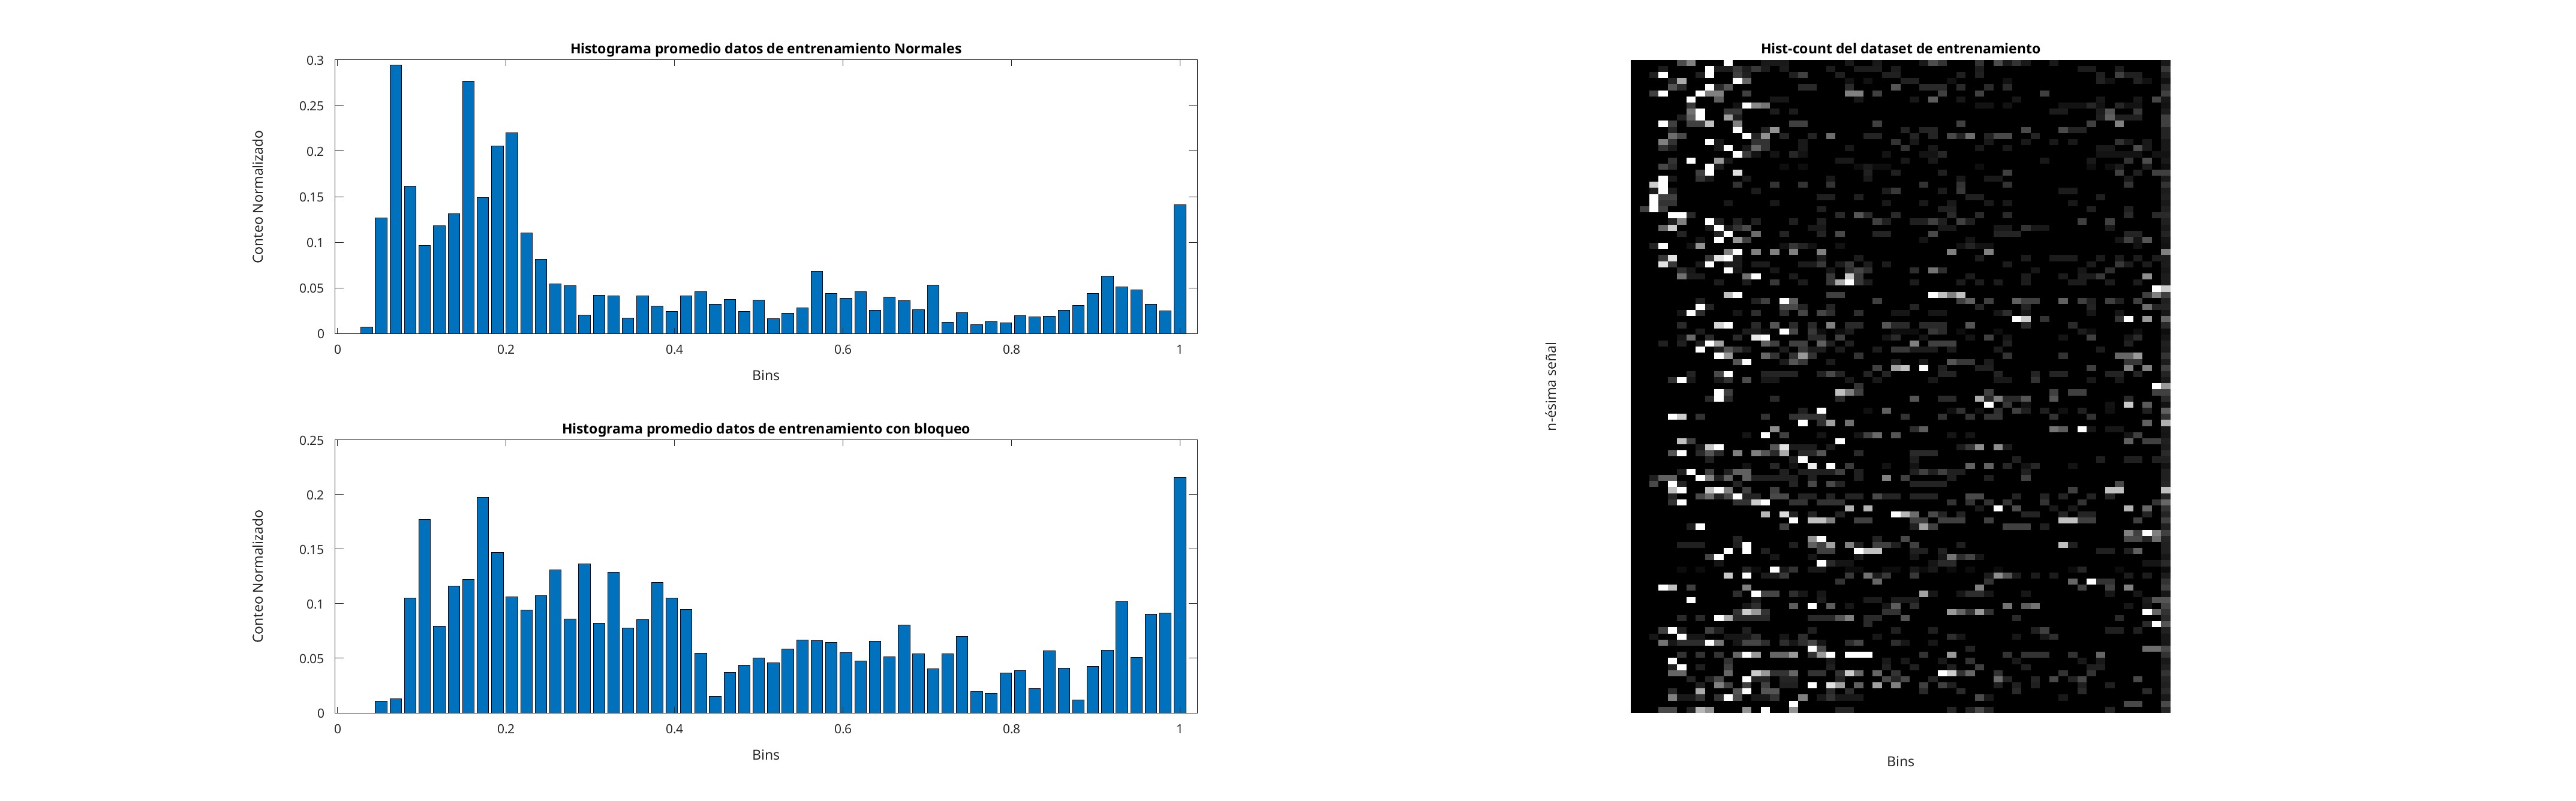 Histograma promedio datos de entrenamiento Normales
0.3
0.25
0.2
0.15
0.1
0.05
0
Conteo Normalizado
0 0.2 0.4 0.6 0.8 1
Bins
Histograma promedio datos de entrenamiento con bloqueo
0.25
0.2
0.15
0.1
0.05
0
Conteo Normalizado
0 0.2 0.4 0.6 0.8 1
Bins
Hist-count del dataset de entrenamiento
n-ésima señal
Bins